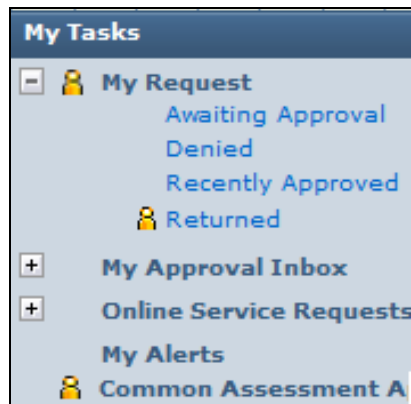 My Tasks
My Request
Awaiting Approval
Denied
Recently Approved
Returned
My Approval Inbox
Online Service Requests
My Alerts
Common Assessment